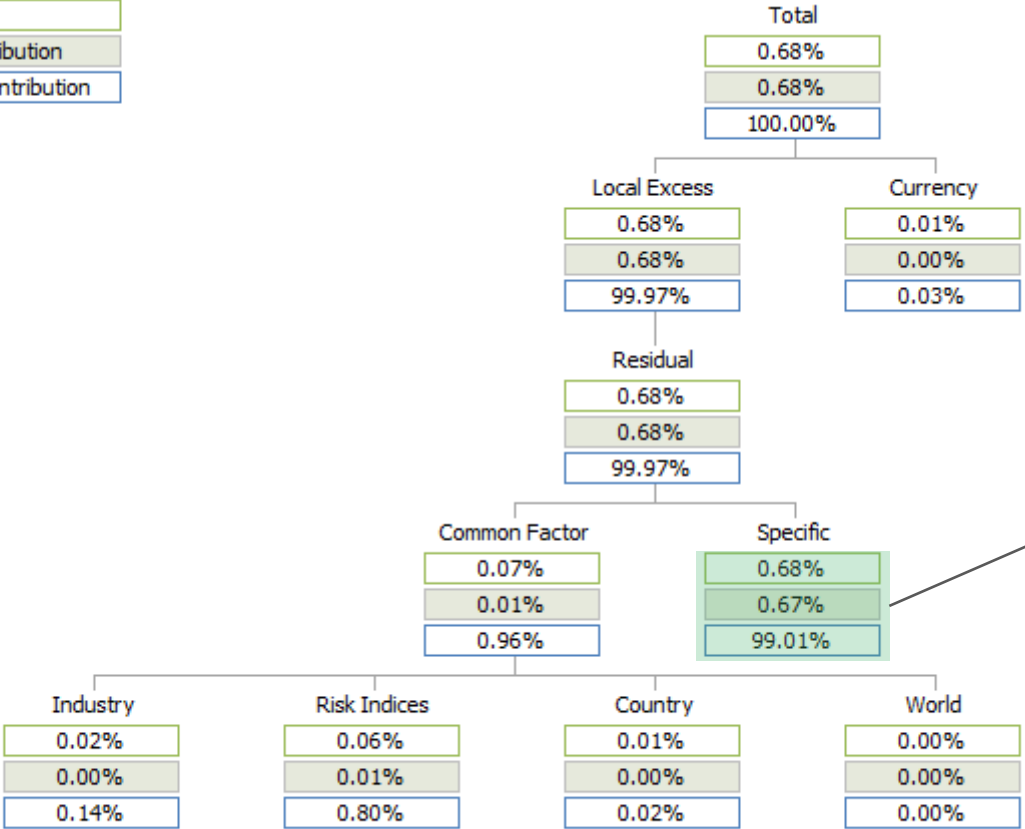 ibution
ntribution
Total
0.68%
0.68%
100.00%
Local Excess
0.68%
0.68%
99.97%
Currency
0.01%
0.00%
0.03%
Residual
0.68%
0.68%
99.97%
Common Factor
0.07%
0.01%
0.96%
Specific
0.68%
0.67%
99.01%
Industry
0.02%
0.00%
0.14%
Risk Indices
0.06%
0.01%
0.80%
Country
0.01%
0.00%
0.02%
World
0.00%
0.00%
0.00%